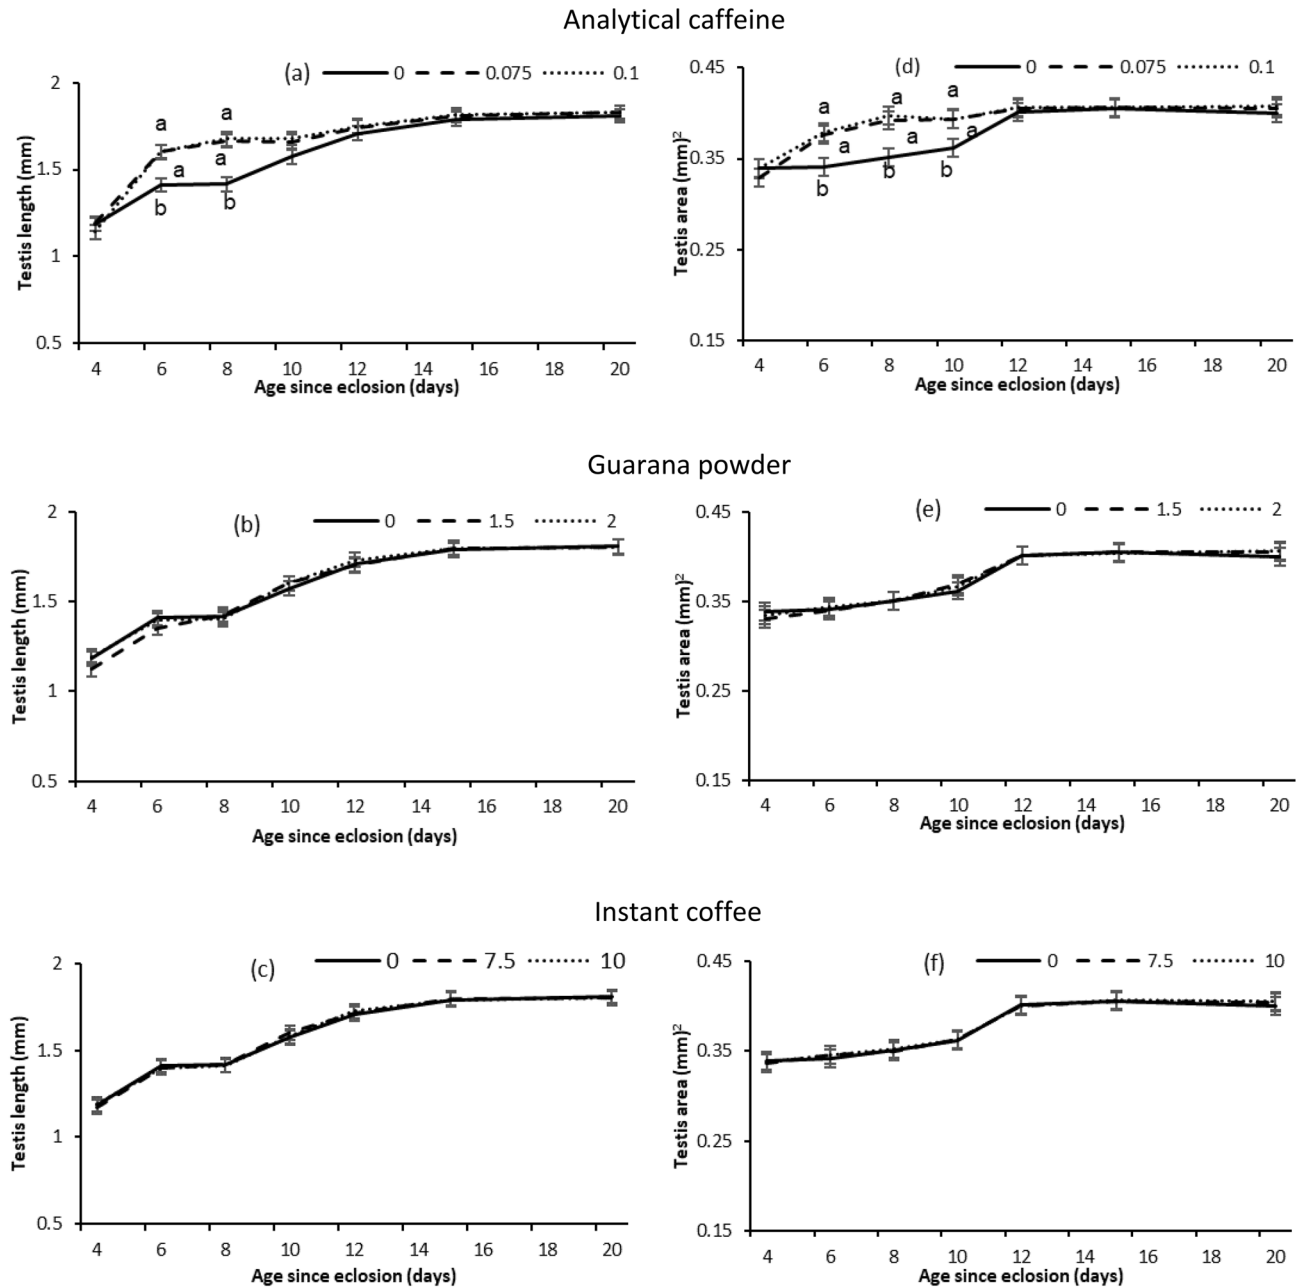 Analytical caffeine
(a) 0 0.075 0.1
2
1.5
1
0.5
Testis length (mm)
a
a
a
a
b
b
4 6 8 10 12 14 16 18 20
Age since eclosion (days)
(d) 0 0.075 0.1
0.45
0.35
0.25
0.15
Testis area (mm)²
a
a
a
a
a
a
b
b
b
4 6 8 10 12 14 16 18 20
Age since eclosion (days)
Guarana powder
(b) 0 1.5 2
2
1.5
1
0.5
Testis length (mm)
4 6 8 10 12 14 16 18 20
Age since eclosion (days)
(e) 0 1.5 2
0.45
0.35
0.25
0.15
Testis area (mm)²
4 6 8 10 12 14 16 18 20
Age since eclosion (days)
Instant coffee
(c) 0 7.5 10
2
1.5
1
0.5
Testis length (mm)
4 6 8 10 12 14 16 18 20
Age since eclosion (days)
(f) 0 7.5 10
0.45
0.35
0.25
0.15
Testis area (mm)²
4 6 8 10 12 14 16 18 20
Age since eclosion (days)